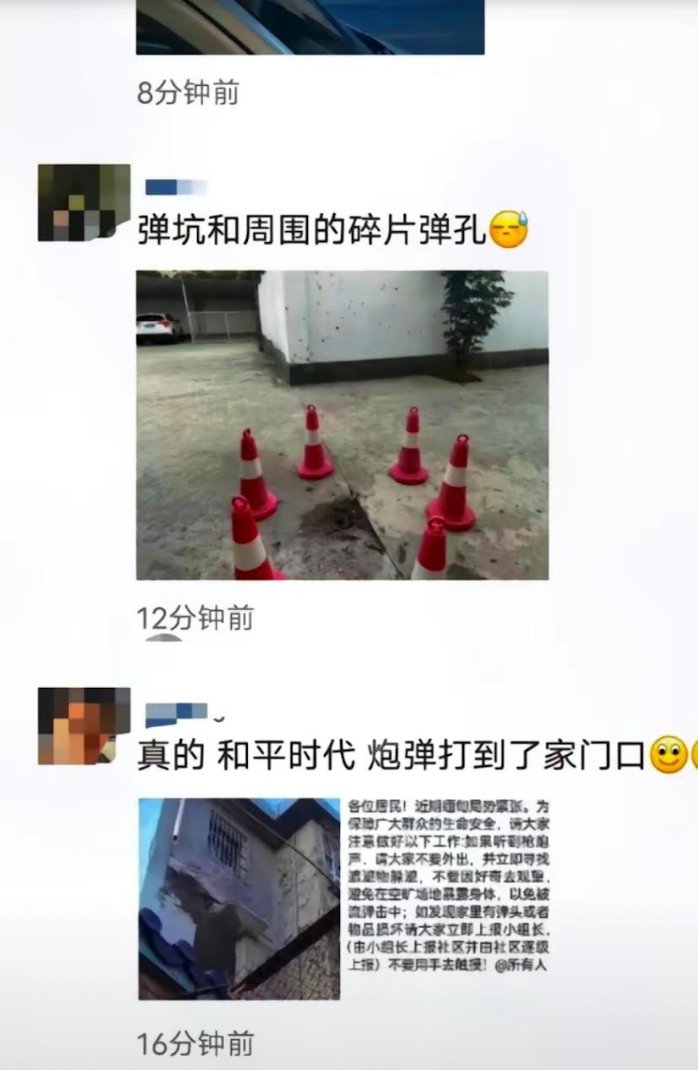 8分钟前
弹坑和周围的碎片弹孔
12分钟前
真的 和平时代 炮弹打到了家门口
各位居民！近期缅甸局势紧张。为
保障广大群众的生命安全，请大家
注意做好以下工作:如果听到枪炮
声，请大家不要外出，并立即寻找
遮避物躲避，不要因好奇去观望，
避免在空旷场地暴露身体，以免被
流弹击中；如发现家里有弹头或者
物品损坏请大家立即上报小组长，
(由小组长上报社区并由社区逐级
上报）不要用手去触摸！@所有人
16分钟前